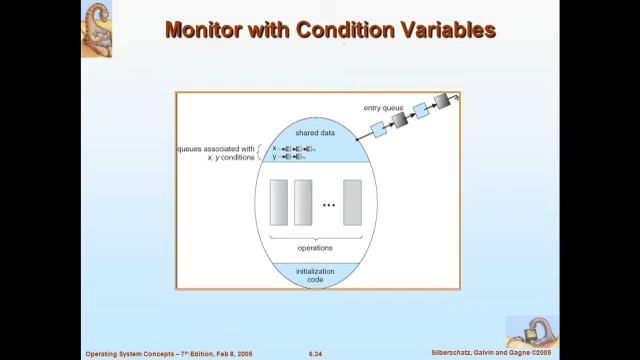 Monitor with Condition Variables
entry queue
shared data
queues associated with
x, y conditions
x
y
...
operations
initialization
code
Operating System Concepts – 7th Edition, Feb 8, 2005
6.34
Silberschatz, Galvin and Gagne ©2005